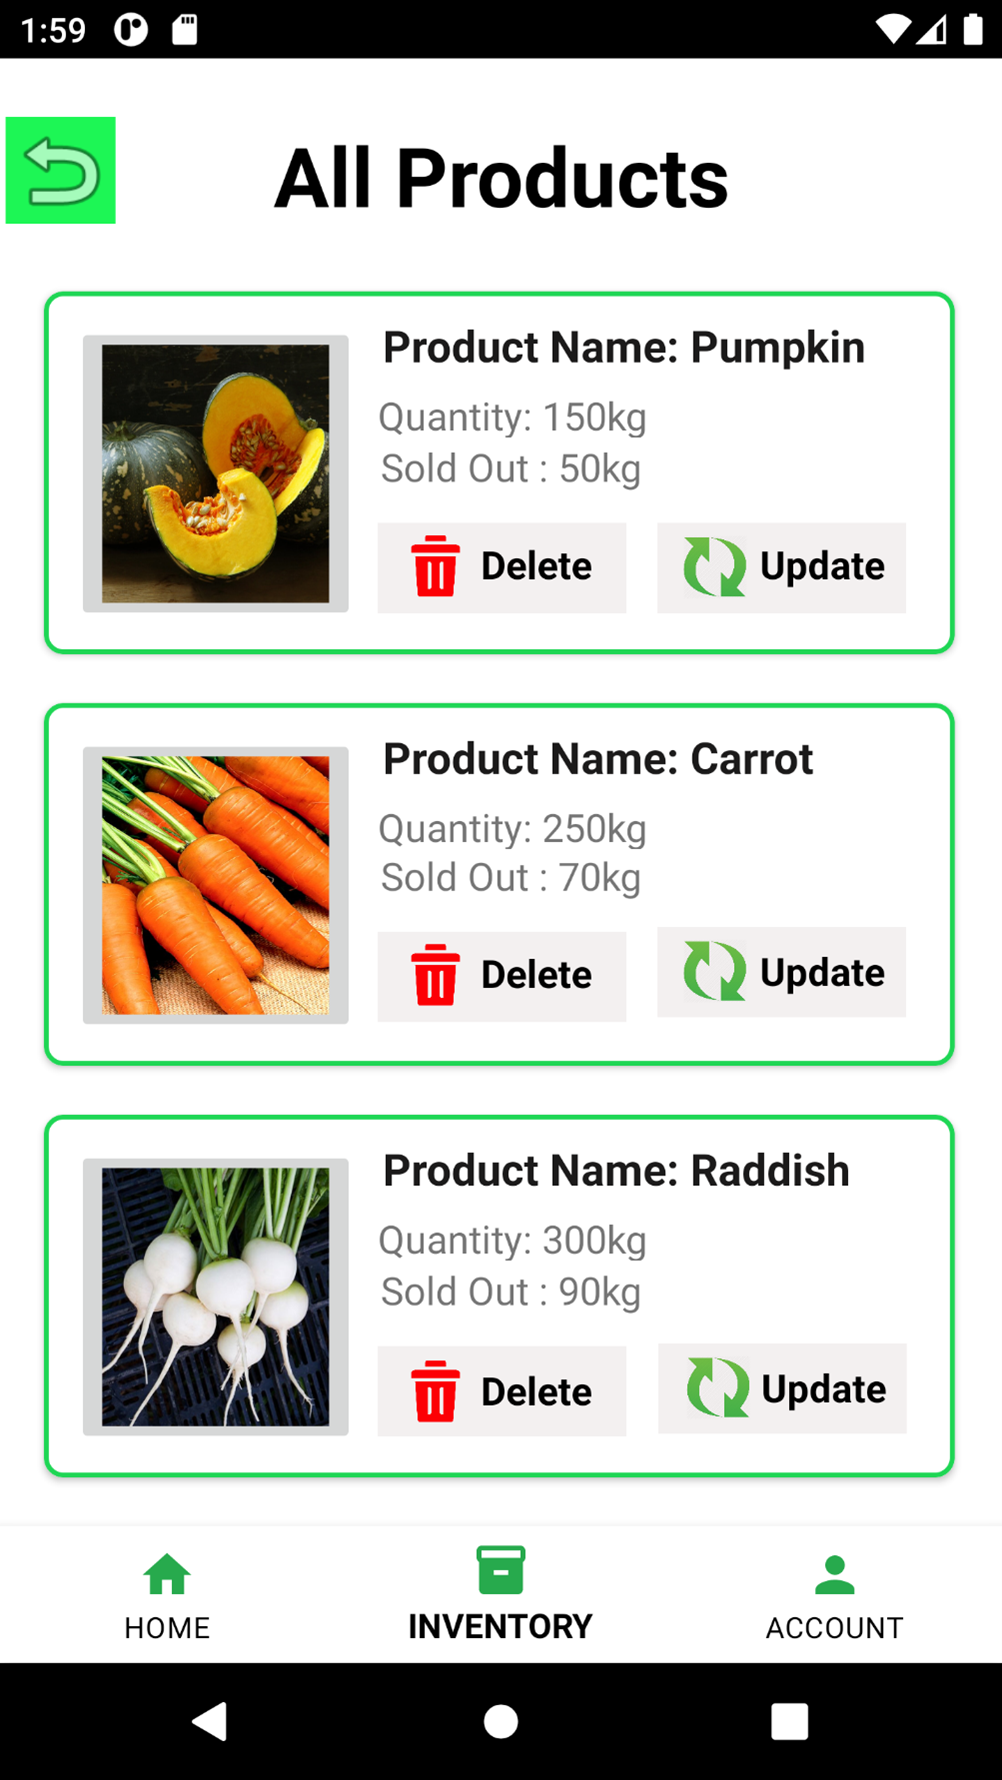 1:59
All Products
Product Name: Pumpkin
Quantity: 150kg
Sold Out : 50kg
Delete Update
Product Name: Carrot
Quantity: 250kg
Sold Out : 70kg
Delete Update
Product Name: Raddish
Quantity: 300kg
Sold Out : 90kg
Delete Update
HOME INVENTORY ACCOUNT